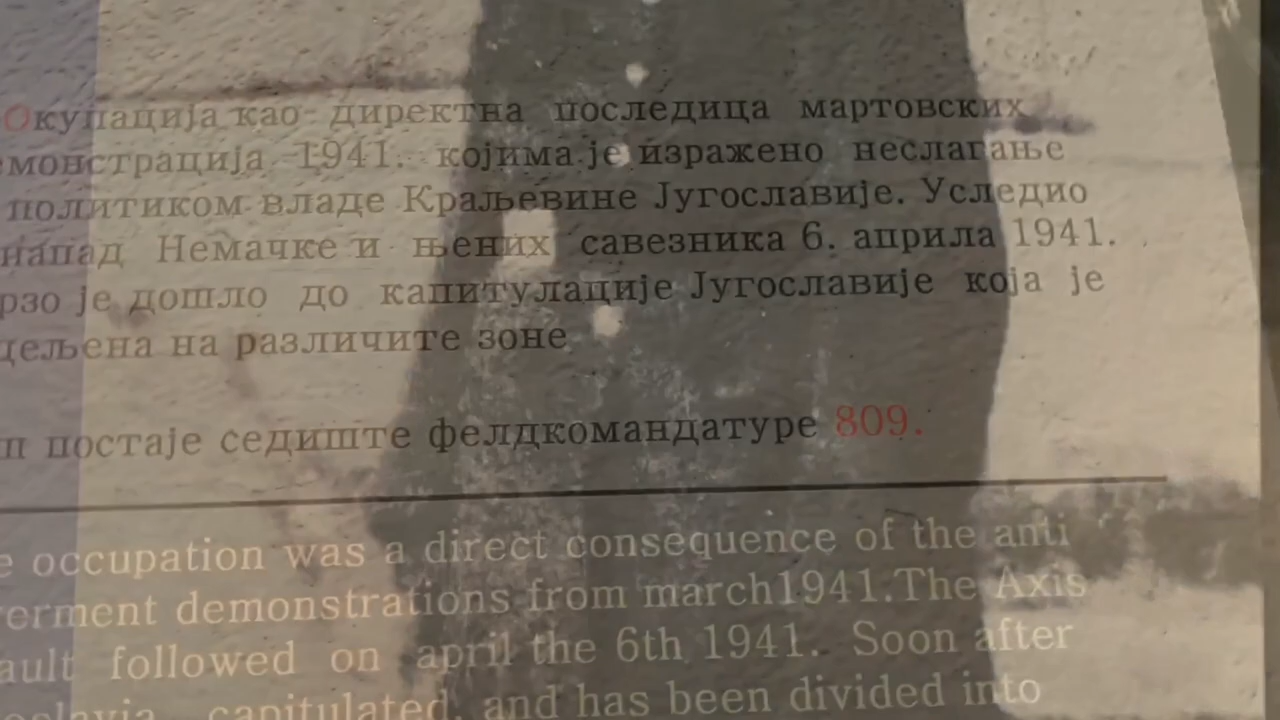 Окупација као директна последица мартовских
монстрација 1941. којима је изражено неслагање
политиком владе Краљевине Југославије. Уследио
напад Немачке и њених савезника 6. априла 1941.
рзо је дошло до капитулације Југославије која је
дељена на различите зоне
п постаје седиште фелдкомандатуре 809.
e occupation was a direct consequence of the anti
erment demonstrations from march1941.The Axis
ault followed on april the 6th 1941. Soon after
capitulated, and has been divided into